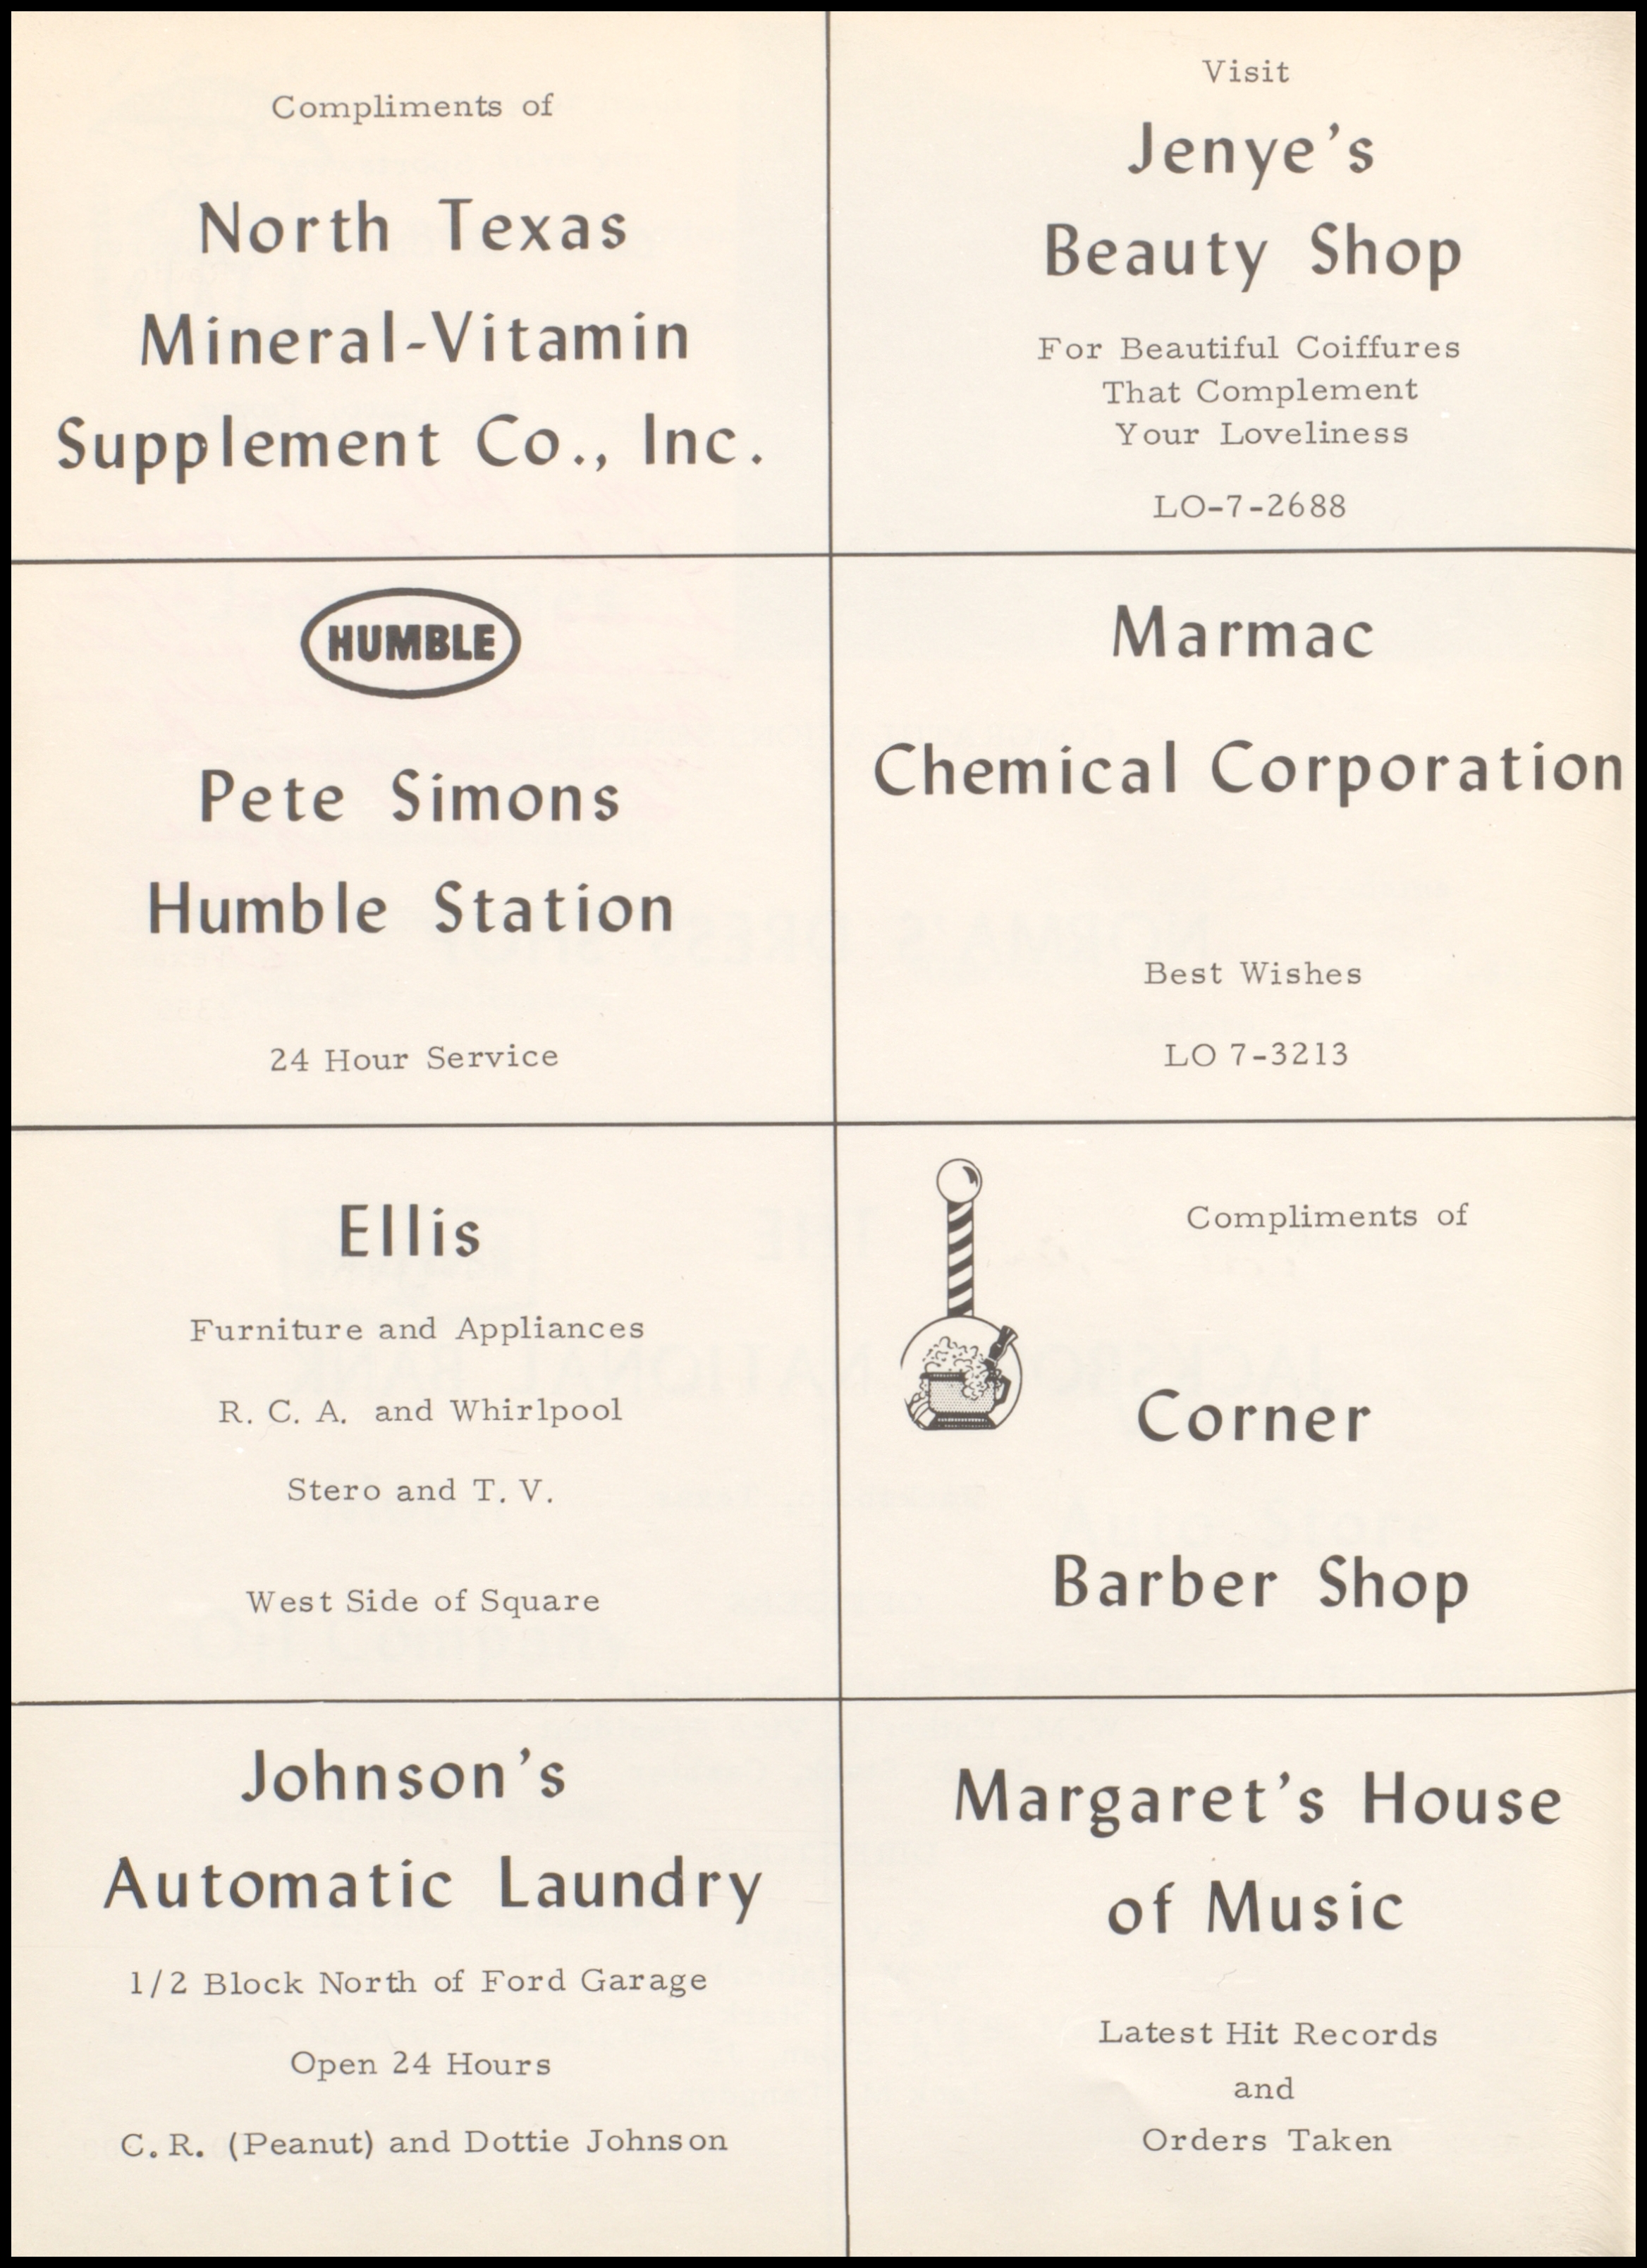 Compliments of
North Texas
Mineral-Vitamin
Supplement Co., Inc.
Visit
Jenye's
Beauty Shop
For Beautiful Coiffures
That Complement
Your Loveliness
LO-7-2688
HUMBLE
Pete Simons
Humble Station
24 Hour Service
Marmac
Chemical Corporation
Best Wishes
LO 7-3213
Ellis
Furniture and Appliances
R. C. A. and Whirlpool
Stero and T. V.
West Side of Square
Compliments of
Corner
Barber Shop
Johnson's
Automatic Laundry
1/2 Block North of Ford Garage
Open 24 Hours
C. R. (Peanut) and Dottie Johnson
Margaret's House
of Music
Latest Hit Records
and
Orders Taken